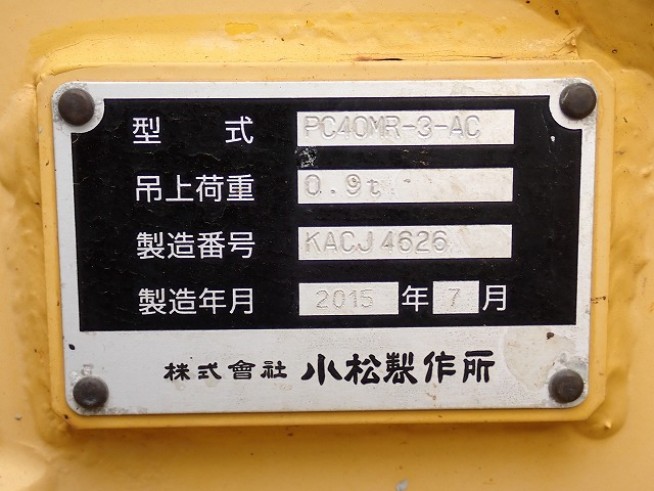 型 式 PC40MR-3-AC
吊上荷重 0.9t
製造番号 KACJ4626
製造年月 2015 年 7 月
株式會社 小松製作所